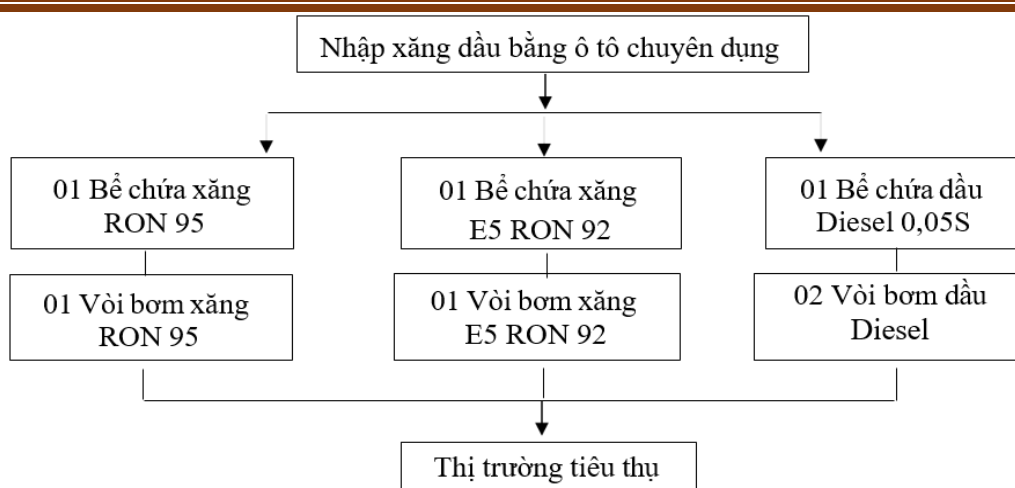 Nhập xăng dầu bằng ô tô chuyên dụng
01 Bể chứa xăng
RON 95
01 Bể chứa xăng
E5 RON 92
01 Bể chứa dầu
Diesel 0,05S
01 Vòi bơm xăng
RON 95
01 Vòi bơm xăng
E5 RON 92
02 Vòi bơm dầu
Diesel
Thị trường tiêu thụ